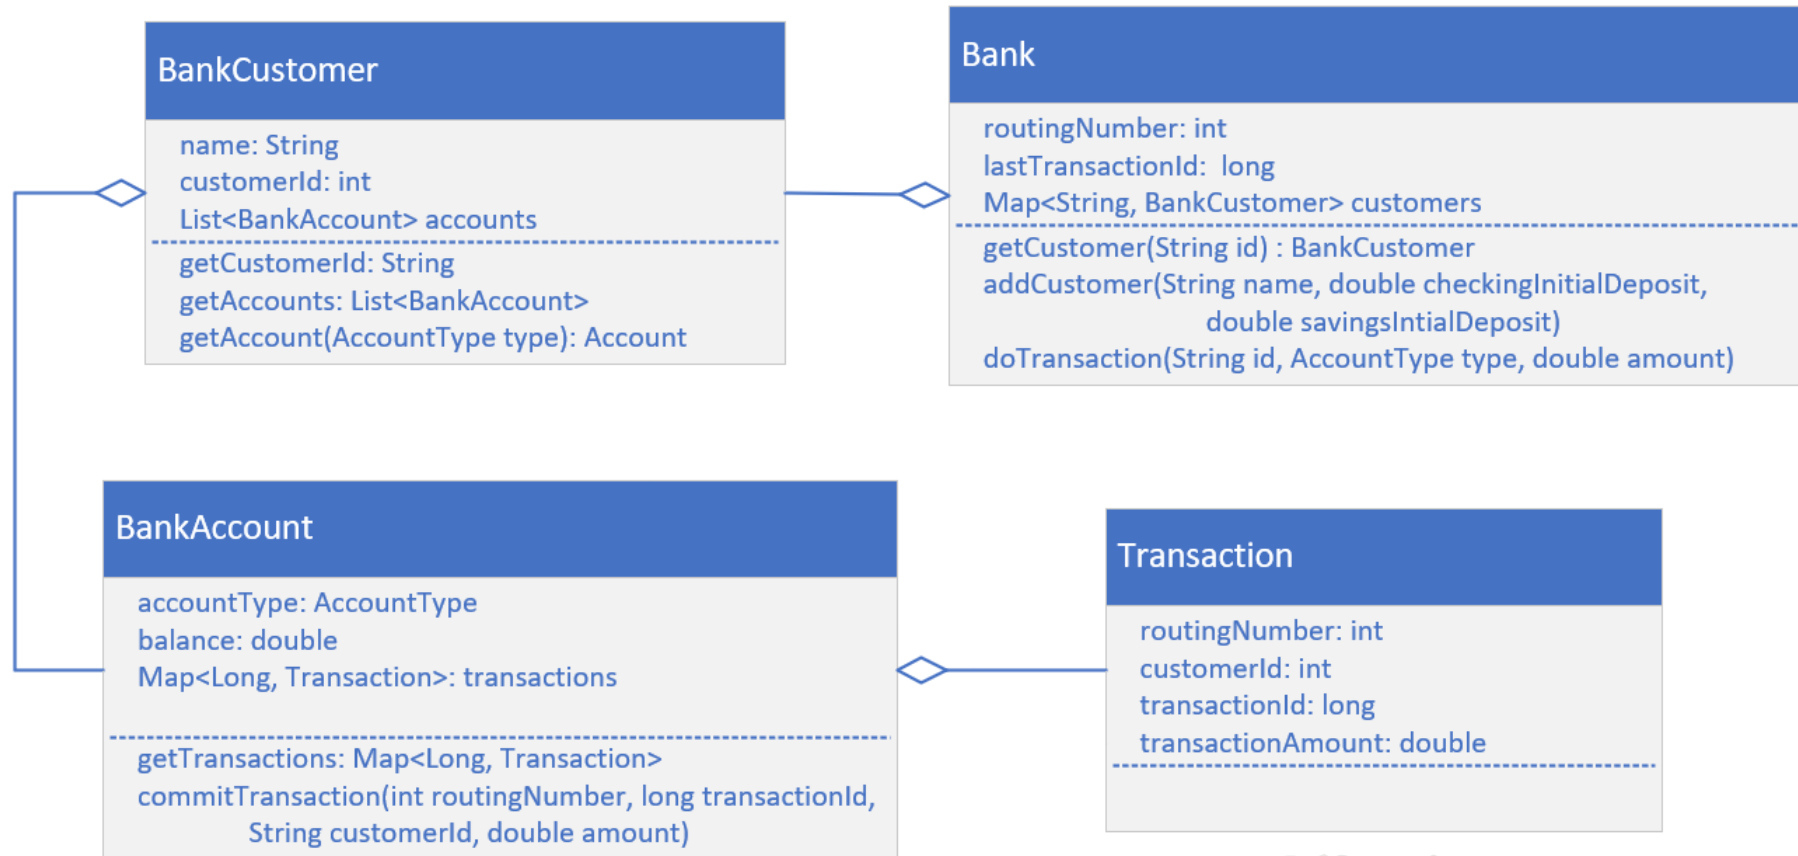 BankCustomer
name: String
customerId: int
List<BankAccount> accounts
getCustomerId: String
getAccounts: List<BankAccount>
getAccount(AccountType type): Account
Bank
routingNumber: int
lastTransactionId: long
Map<String, BankCustomer> customers
getCustomer(String id) : BankCustomer
addCustomer(String name, double checkingInitialDeposit,
double savingsIntialDeposit)
doTransaction(String id, AccountType type, double amount)
BankAccount
accountType: AccountType
balance: double
Map<Long, Transaction>: transactions
getTransactions: Map<Long, Transaction>
commitTransaction(int routingNumber, long transactionId,
String customerId, double amount)
Transaction
routingNumber: int
customerId: int
transactionId: long
transactionAmount: double